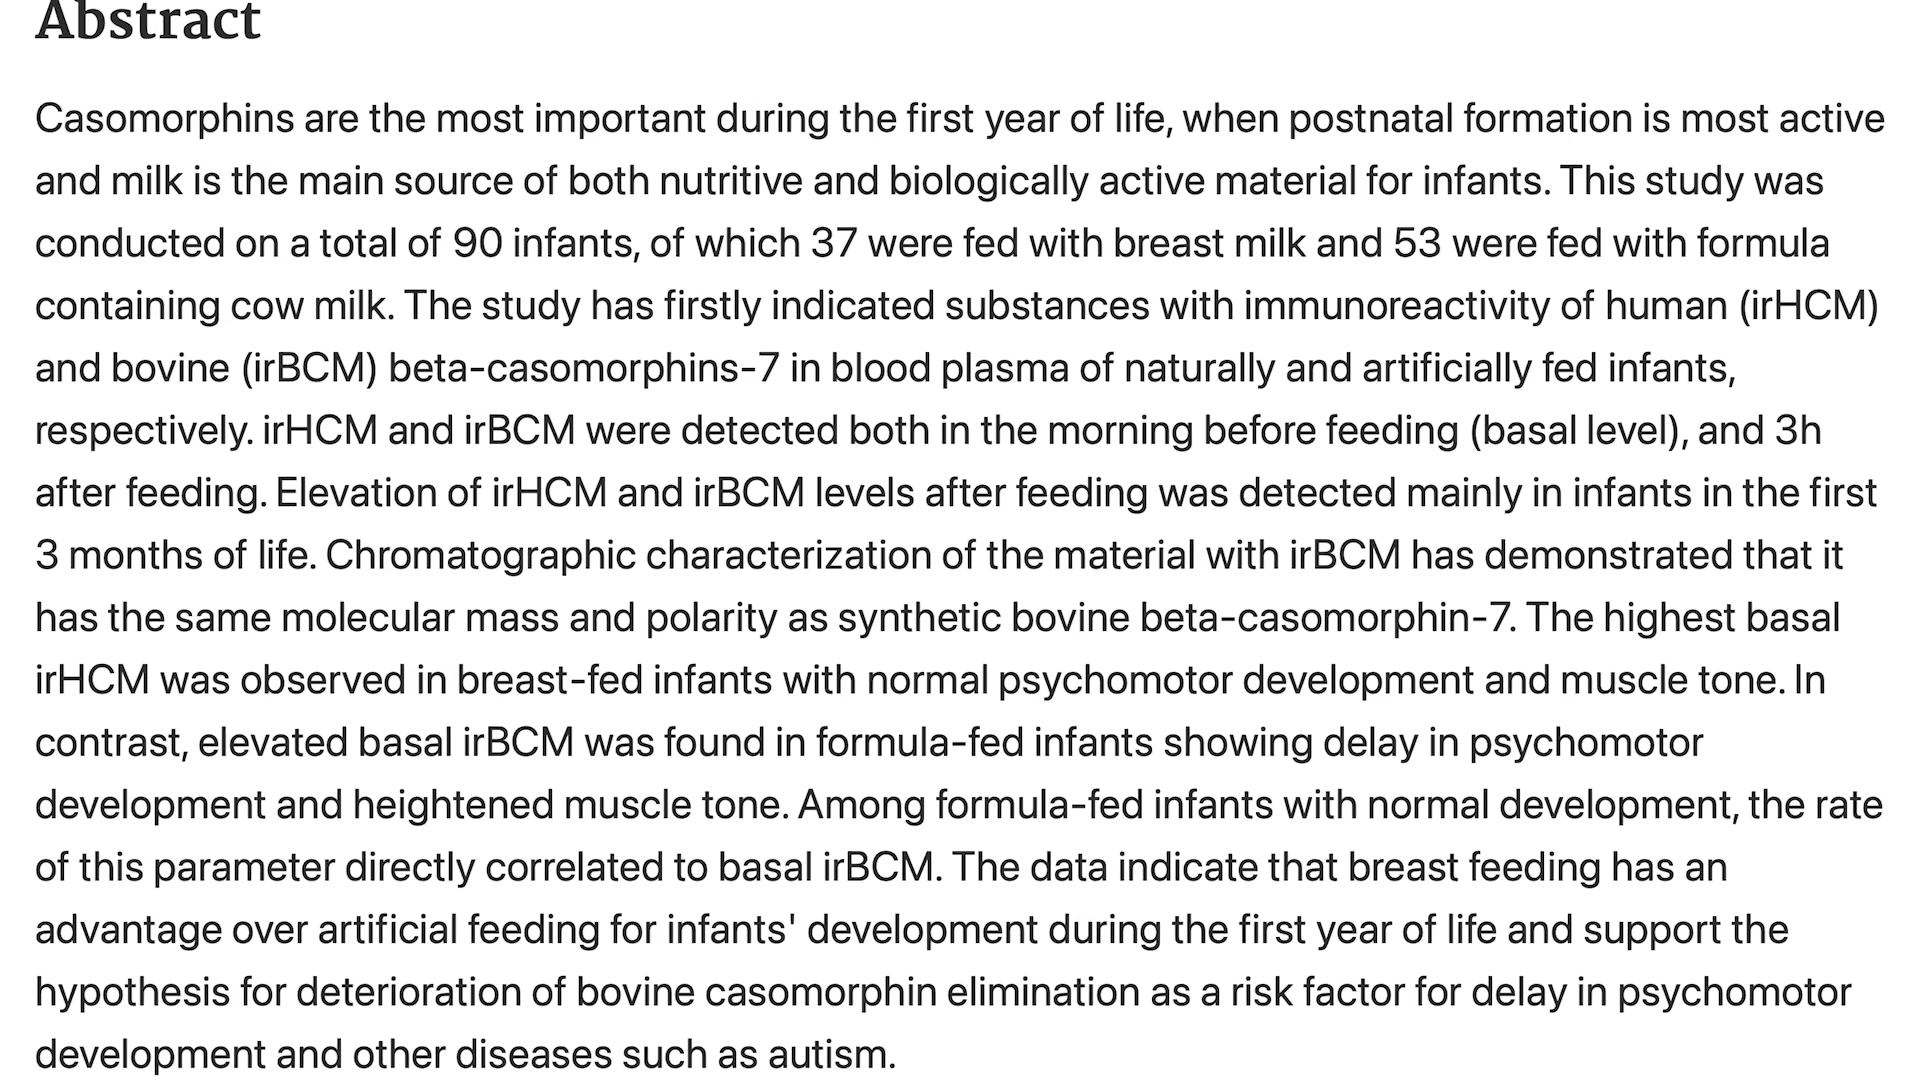 Abstract
Casomorphins are the most important during the first year of life, when postnatal formation is most active
and milk is the main source of both nutritive and biologically active material for infants. This study was
conducted on a total of 90 infants, of which 37 were fed with breast milk and 53 were fed with formula
containing cow milk. The study has firstly indicated substances with immunoreactivity of human (irHCM)
and bovine (irBCM) beta-casomorphins-7 in blood plasma of naturally and artificially fed infants,
respectively. irHCM and irBCM were detected both in the morning before feeding (basal level), and 3h
after feeding. Elevation of irHCM and irBCM levels after feeding was detected mainly in infants in the first
3 months of life. Chromatographic characterization of the material with irBCM has demonstrated that it
has the same molecular mass and polarity as synthetic bovine beta-casomorphin-7. The highest basal
irHCM was observed in breast-fed infants with normal psychomotor development and muscle tone. In
contrast, elevated basal irBCM was found in formula-fed infants showing delay in psychomotor
development and heightened muscle tone. Among formula-fed infants with normal development, the rate
of this parameter directly correlated to basal irBCM. The data indicate that breast feeding has an
advantage over artificial feeding for infants' development during the first year of life and support the
hypothesis for deterioration of bovine casomorphin elimination as a risk factor for delay in psychomotor
development and other diseases such as autism.